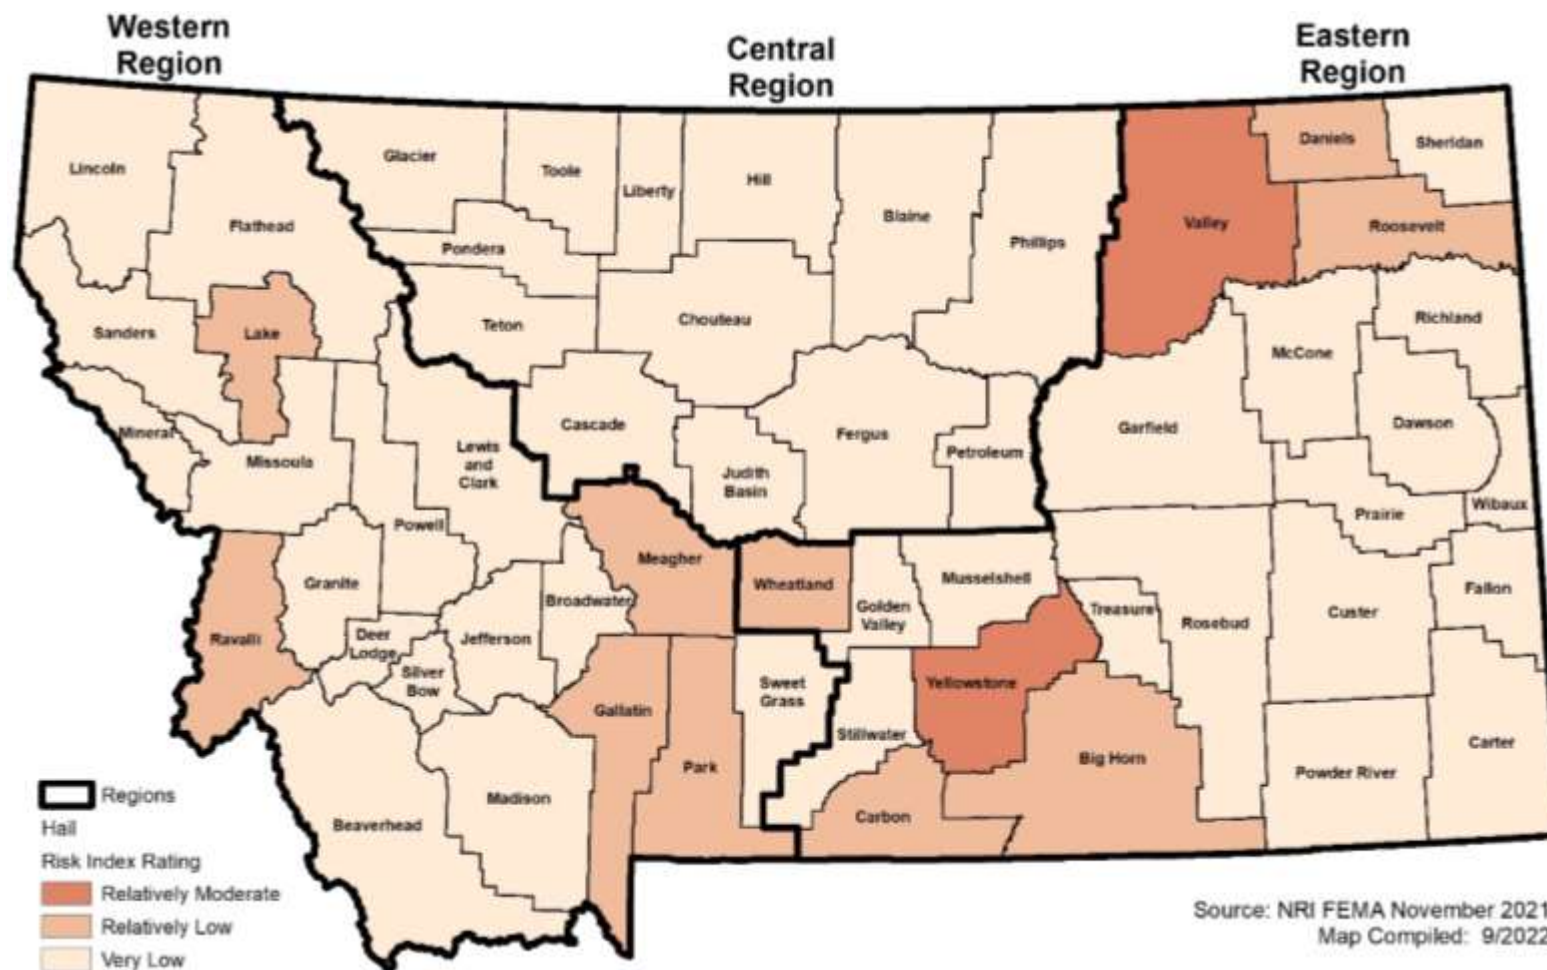 Western
Region
Central
Region
Eastern
Region
Lincoln
Flathead
Glacier
Toole
Liberty
Hill
Blaine
Phillips
Valley
Daniels
Sheridan
Roosevelt
Pondera
Teton
Chouteau
Sanders
Lake
Richland
McCone
Mineral
Missoula
Lewis
and
Clark
Cascade
Judith
Basin
Fergus
Petroleum
Garfield
Dawson
Prairie
Wibaux
Powell
Granite
Ravalli
Deer
Lodge
Silver
Bow
Jefferson
Broadwater
Meagher
Wheatland
Golden
Valley
Musselshell
Treasure
Rosebud
Custer
Fallon
Yellowstone
Sweet
Grass
Stillwater
Gallatin
Park
Carbon
Big Horn
Powder River
Carter
Madison
Beaverhead
Regions
Hail
Risk Index Rating
Relatively Moderate
Relatively Low
Very Low
Source: NRI FEMA November 2021
Map Compiled: 9/2022